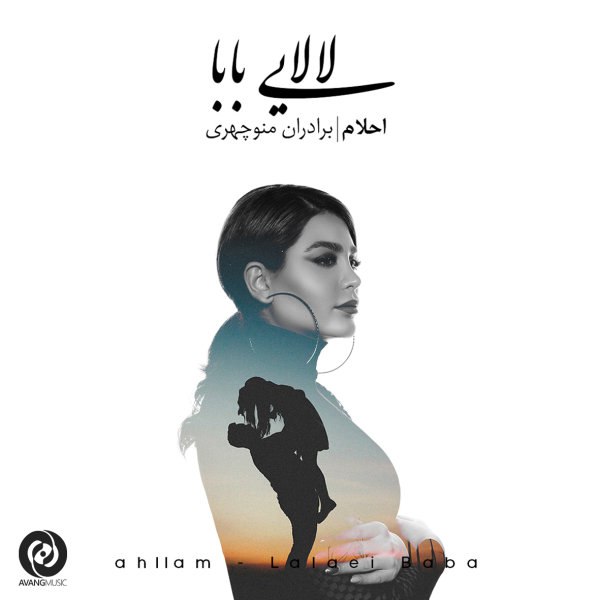 لالایی بابا
احلام | برادران منوچهری
ahllam - Lalaei Baba
AVANGMUSIC